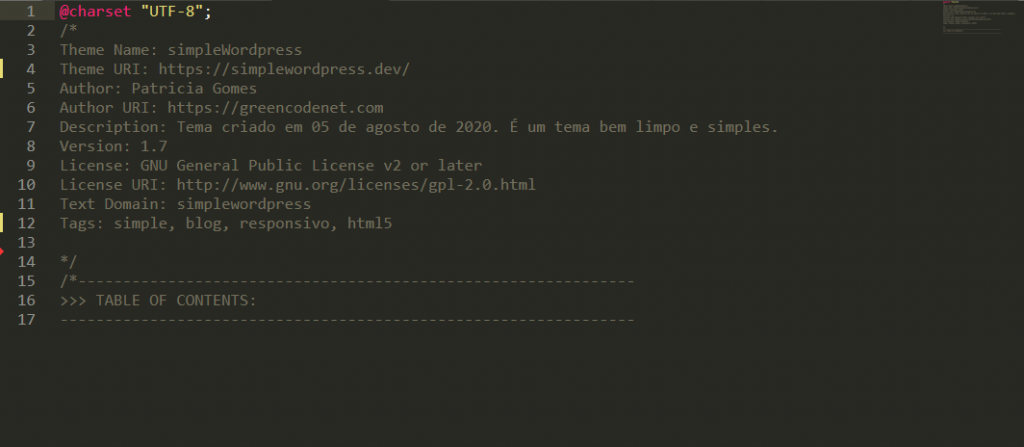 1 @charset "UTF-8";
2 /*
3 Theme Name: simpleWordpress
4 Theme URI: https://simplewordpress.dev/
5 Author: Patricia Gomes
6 Author URI: https://greencodenet.com
7 Description: Tema criado em 05 de agosto de 2020. É um tema bem limpo e simples.
8 Version: 1.7
9 License: GNU General Public License v2 or later
10 License URI: http://www.gnu.org/licenses/gpl-2.0.html
11 Text Domain: simplewordpress
12 Tags: simple, blog, responsivo, html5
13
14 */
15 /*--------------------------------------------------------------
16 >>> TABLE OF CONTENTS:
17 ----------------------------------------------------------------